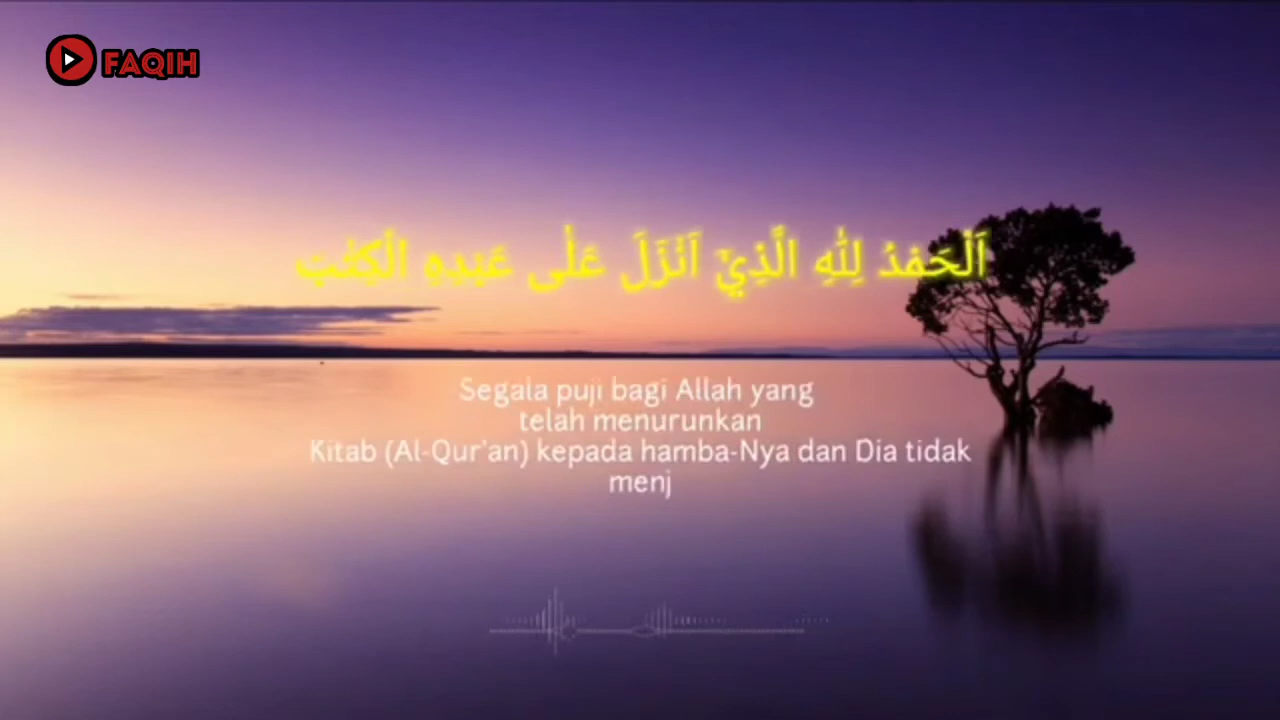 FAQIH
اَلْحَمْدُ لِلّٰهِ الَّذِيْٓ اَنْزَلَ عَلٰى عَبْدِهِ الْكِتٰبَ
Segala puji bagi Allah yang
telah menurunkan
Kitab (Al-Qur'an) kepada hamba-Nya dan Dia tidak
menj